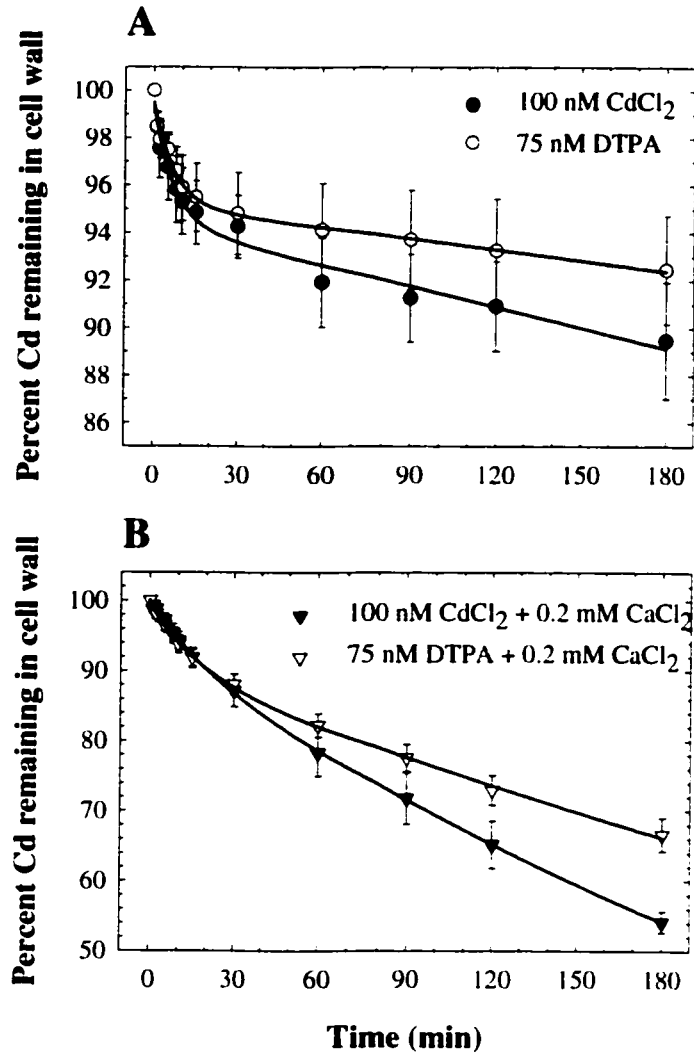 A
Percent Cd remaining in cell wall
100
98
96
94
92
90
88
86
100 nM CdCl2
75 nM DTPA
0 30 60 90 120 150 180
B
Percent Cd remaining in cell wall
100
90
80
70
60
50
100 nM CdCl2 + 0.2 mM CaCl2
75 nM DTPA + 0.2 mM CaCl2
0 30 60 90 120 150 180
Time (min)